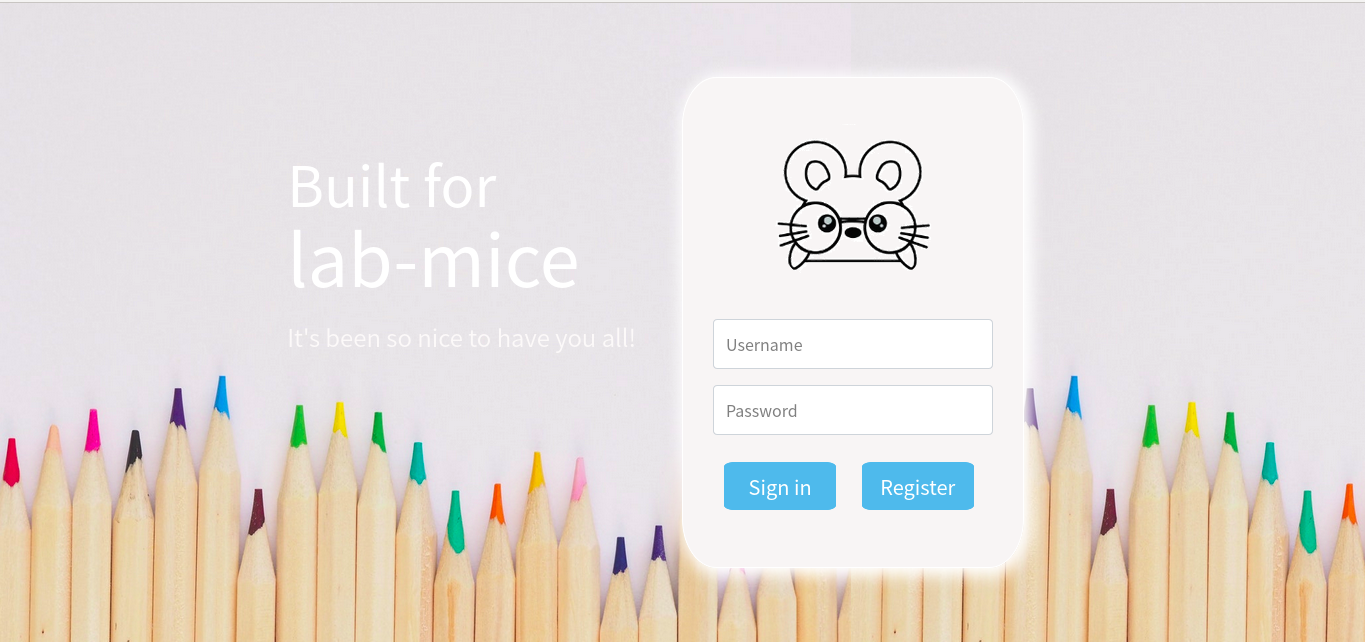 Built for
lab-mice
It's been so nice to have you all!
Username
Password
Sign in
Register